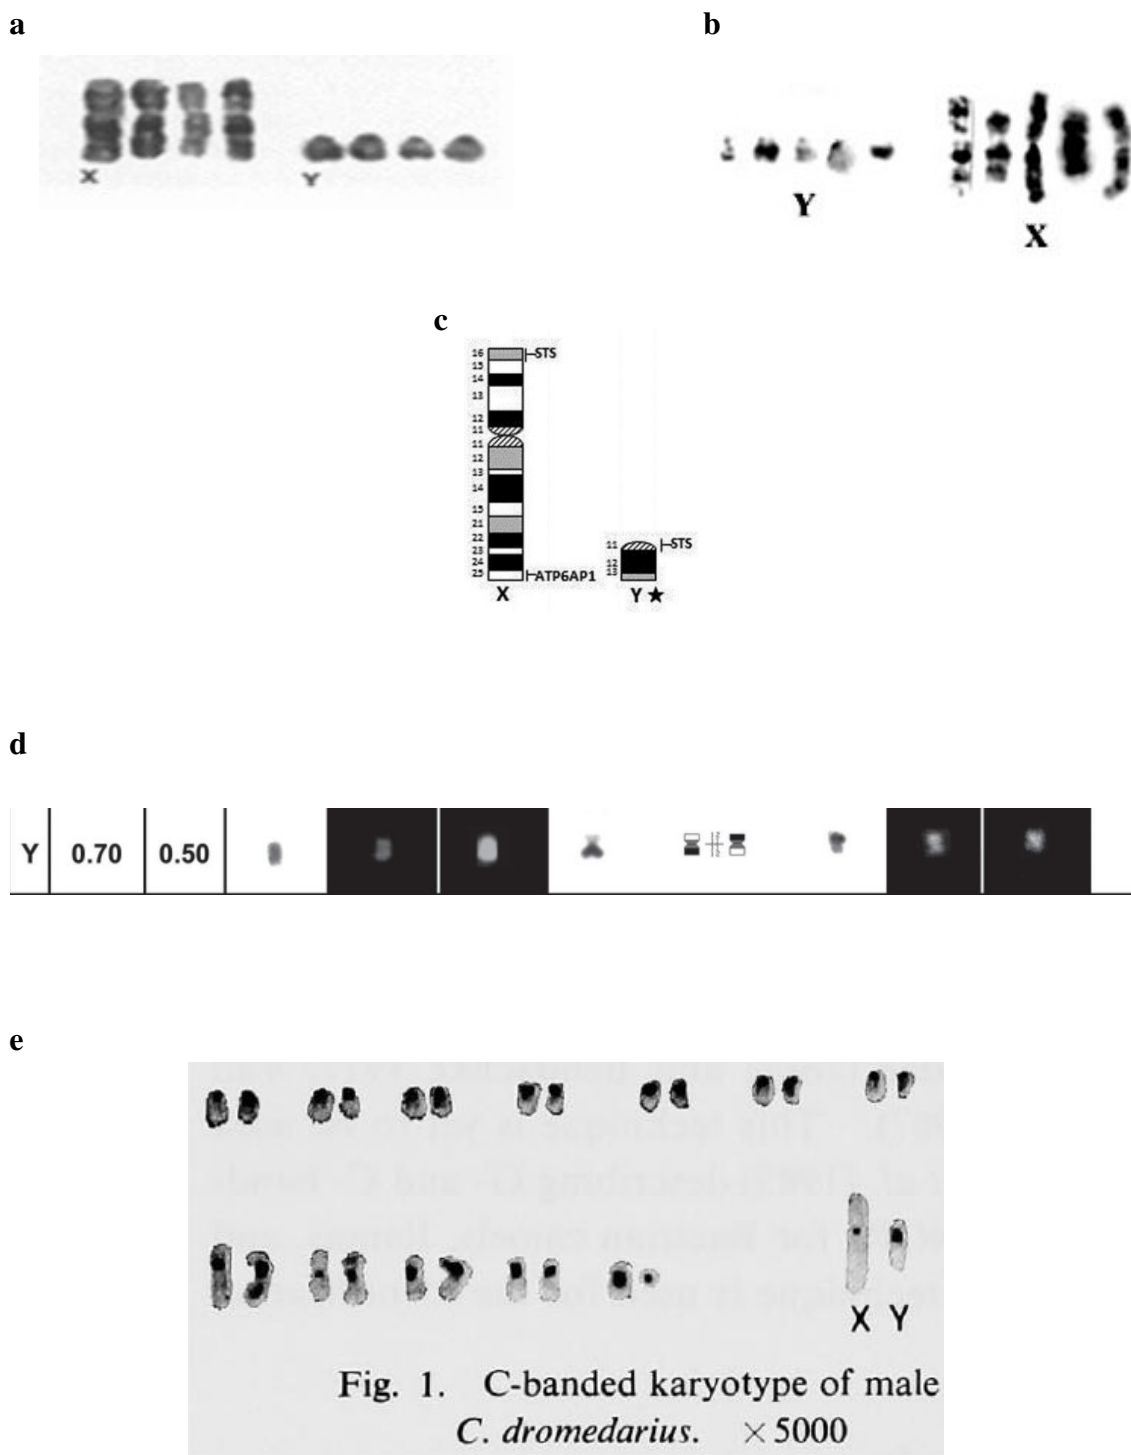 a
b
X
Y
Y
X
c
16
15
14
13
12
11
11
12
13
14
15
21
22
23
24
25
STS
ATP6AP1
X
11
12
13
STS
Y ★
d
Y 0.70 0.50
e
X Y
Fig. 1. C-banded karyotype of male
C. dromedarius. × 5000